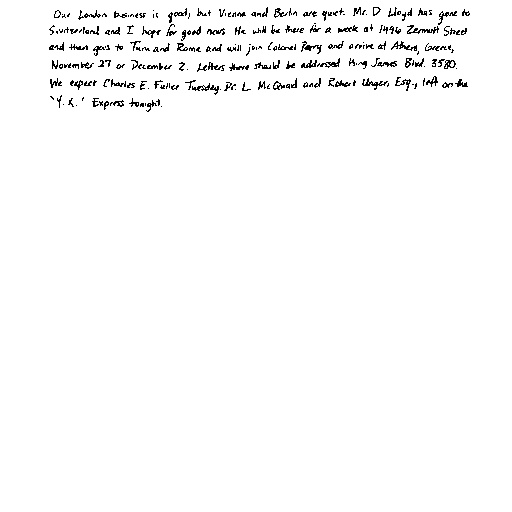 Our London business is good, but Vienna and Berlin are quiet. Mr. D. Lloyd has gone to
Switzerland and I hope for good news. He will be there for a week at 1496 Zermott Street
and then goes to Turin and Rome and will join Colonel Parry and arrive at Athens, Greece,
November 27 or December 2. Letters there should be addressed King James Blvd. 3580.
We expect Charles E. Fuller Tuesday. Dr. L. McQuaid and Robert Unger, Esq., left on the
"Y.X." Express tonight.